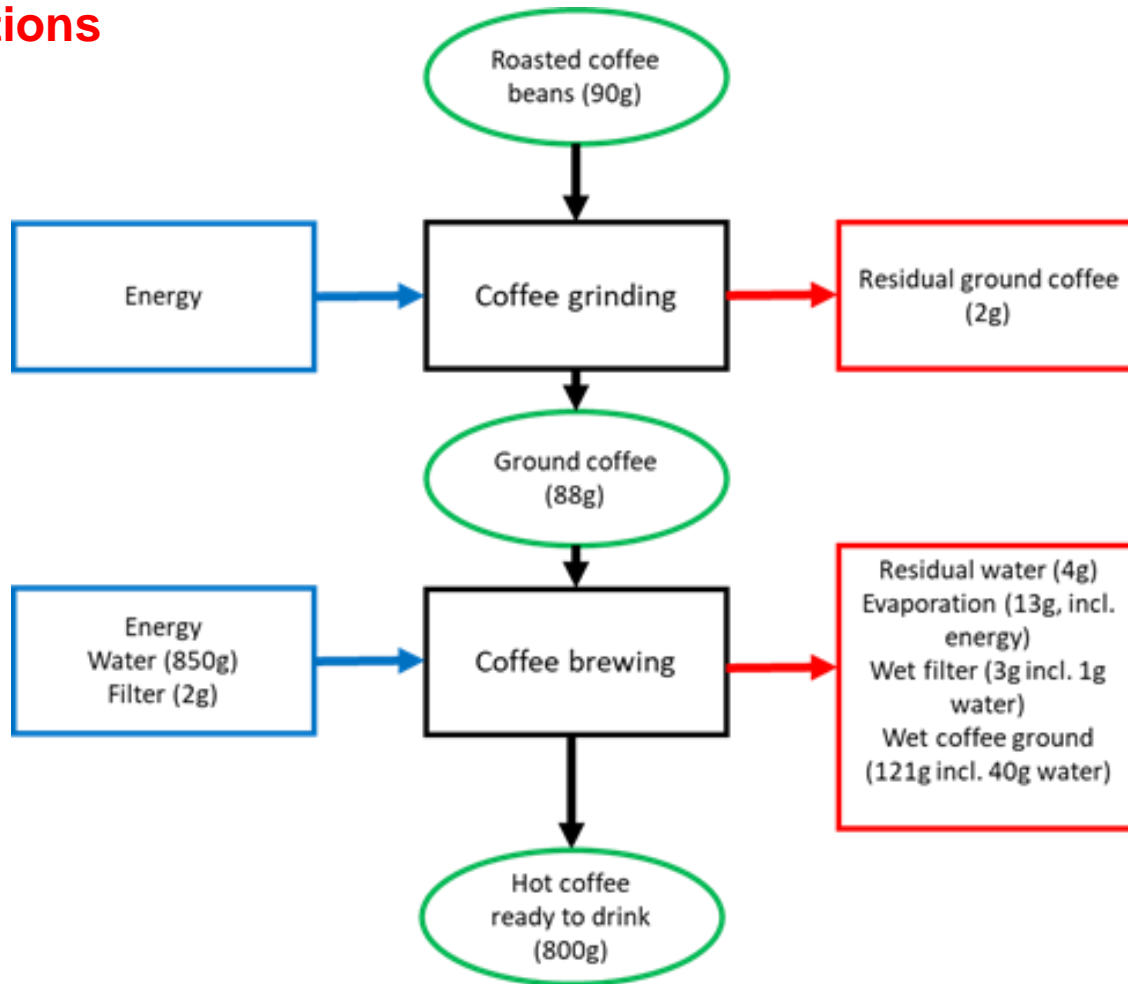 tions
Roasted coffee
beans (90g)
Energy
Coffee grinding
Residual ground coffee
(2g)
Ground coffee
(88g)
Energy
Water (850g)
Filter (2g)
Coffee brewing
Residual water (4g)
Evaporation (13g, incl.
energy)
Wet filter (3g incl. 1g
water)
Wet coffee ground
(121g incl. 40g water)
Hot coffee
ready to drink
(800g)